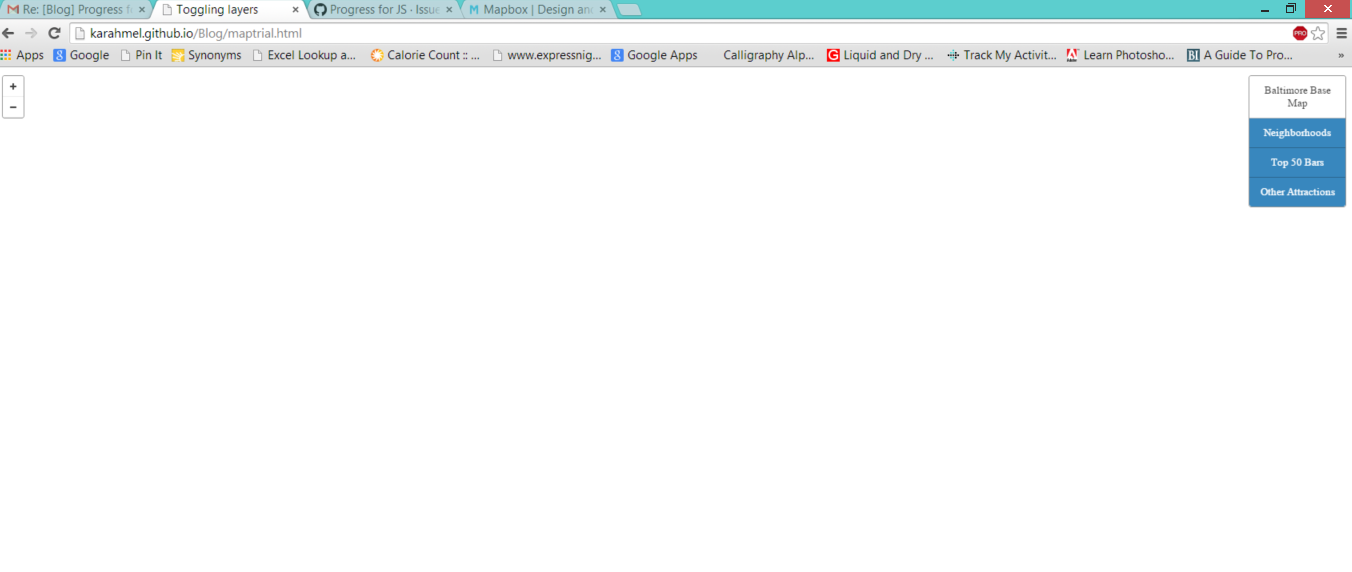 Re: [Blog] Progress f
Toggling layers
Progress for JS · Issue
Mapbox | Design an
karahmel.github.io/Blog/maptrial.html
PRO
Apps Google Pin It Synonyms Excel Lookup a... Calorie Count :: ... www.expressnig... Google Apps Calligraphy Alp... Liquid and Dry ... Track My Activit... Learn Photosho... A Guide To Pro... »
+
−
Baltimore Base
Map
Neighborhoods
Top 50 Bars
Other Attractions